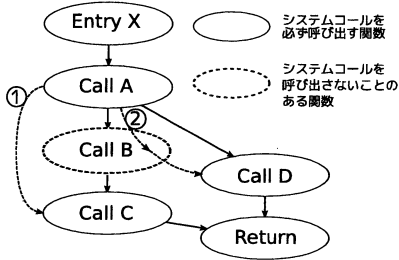 Entry X
システムコールを
必ず呼び出す関数
Call A
システムコールを
呼び出さないことの
ある関数
①
②
Call B
Call D
Call C
Return